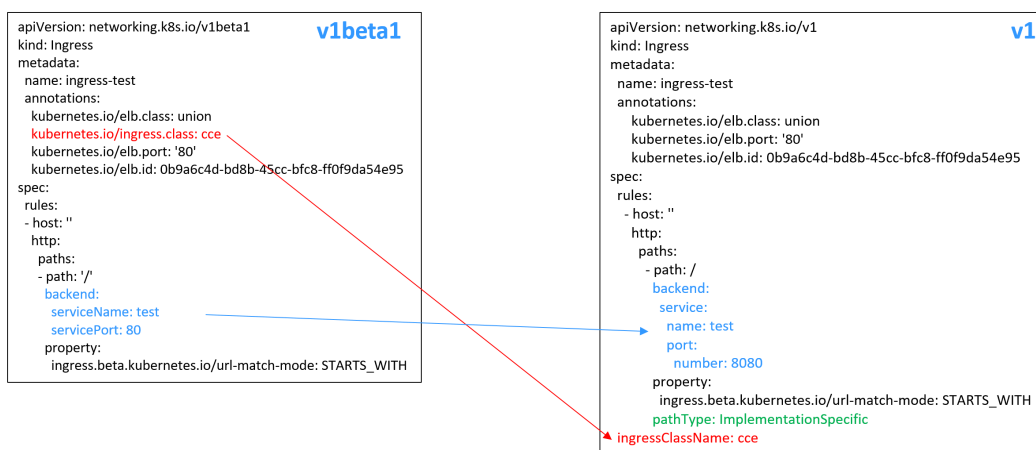 apiVersion: networking.k8s.io/v1beta1
v1beta1
kind: Ingress
metadata:
name: ingress-test
annotations:
kubernetes.io/elb.class: union
kubernetes.io/ingress.class: cce
kubernetes.io/elb.port: '80'
kubernetes.io/elb.id: 0b9a6c4d-bd8b-45cc-bfc8-ff0f9da54e95
spec:
rules:
- host: ''
http:
paths:
- path: '/'
backend:
serviceName: test
servicePort: 80
property:
ingress.beta.kubernetes.io/url-match-mode: STARTS_WITH
apiVersion: networking.k8s.io/v1
v1
kind: Ingress
metadata:
name: ingress-test
annotations:
kubernetes.io/elb.class: union
kubernetes.io/elb.port: '80'
kubernetes.io/elb.id: 0b9a6c4d-bd8b-45cc-bfc8-ff0f9da54e95
spec:
rules:
- host: ''
http:
paths:
- path: /
backend:
service:
name: test
port:
number: 8080
property:
ingress.beta.kubernetes.io/url-match-mode: STARTS_WITH
pathType: ImplementationSpecific
ingressClassName: cce